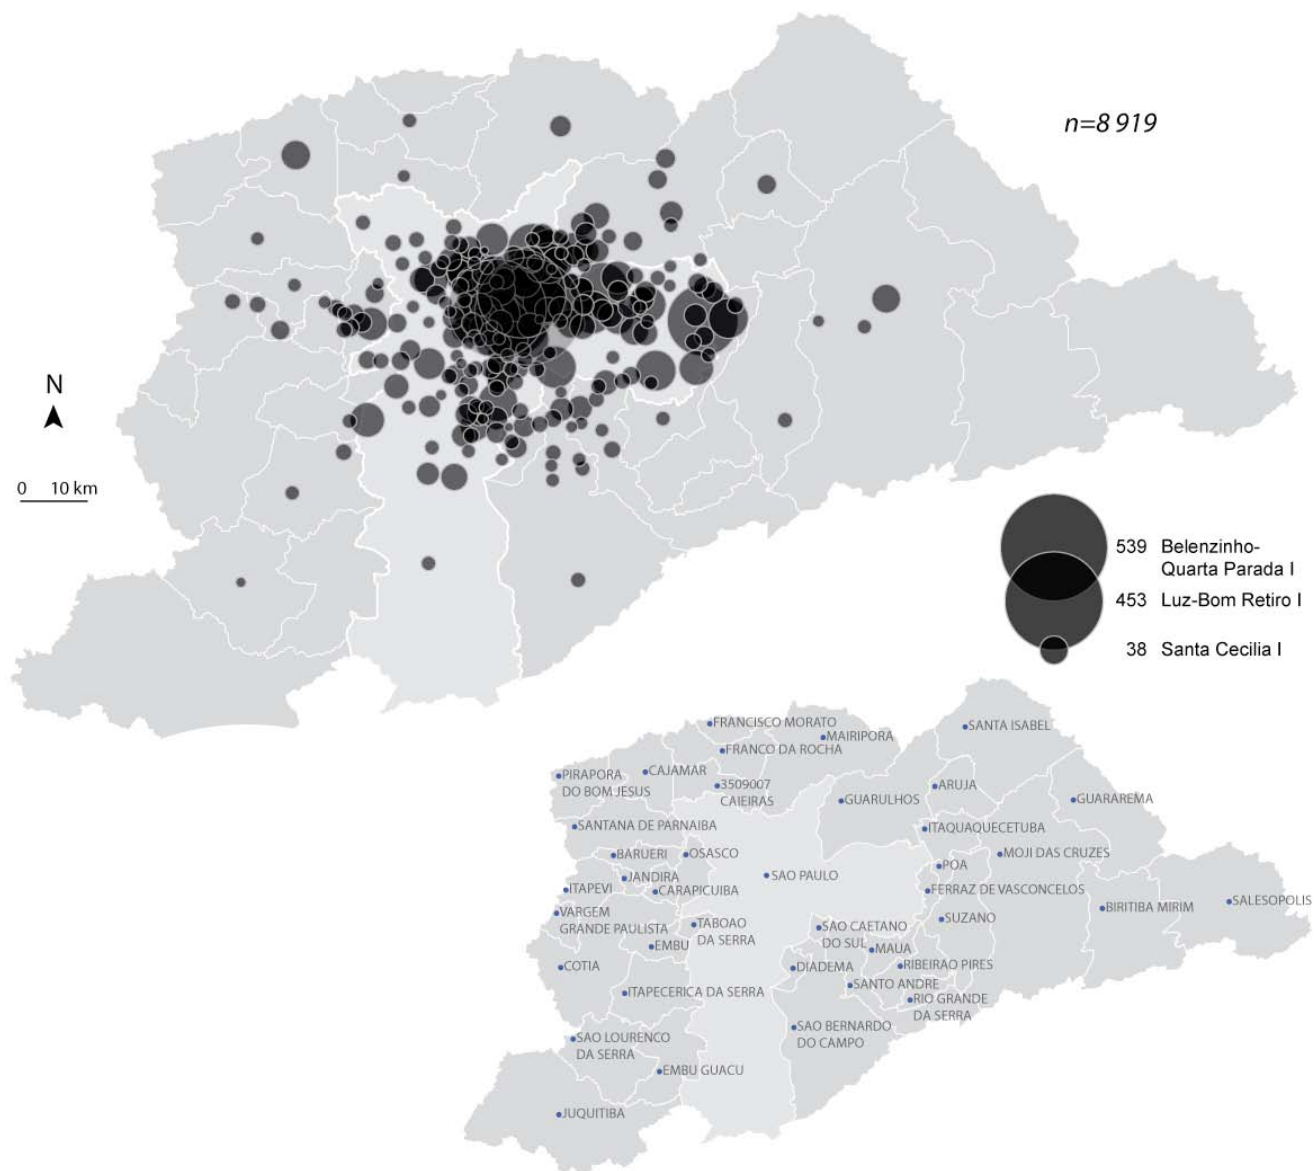 n=8 919
N
0 10 km
539 Belenzinho-
Quarta Parada I
453 Luz-Bom Retiro I
38 Santa Cecilia I
FRANCISCO MORATO
SANTA ISABEL
MAIRIPORA
FRANCO DA ROCHA
PIRAPORA
DO BOM JESUS
CAJAMAR
3509007
CAIEIRAS
ARUJA
GUARULHOS
GUARAREMA
SANTANA DE PARNAIBA
ITAQUAQUECETUBA
BARUERI
OSASCO
MOJI DAS CRUZES
POA
JANDIRA
SAO PAULO
ITAPEVI
CARAPICUIBA
FERRAZ DE VASCONCELOS
SALESOPOLIS
BIRITIBA MIRIM
VARGEM
GRANDE PAULISTA
TABOAO
DA SERRA
SAO CAETANO
DO SUL
SUZANO
EMBU
MAUA
COTIA
DIADEMA
RIBEIRAO PIRES
SANTO ANDRE
ITAPECERICA DA SERRA
RIO GRANDE
DA SERRA
SAO BERNARDO
DO CAMPO
SAO LOURENCO
DA SERRA
EMBU GUACU
JUQUITIBA